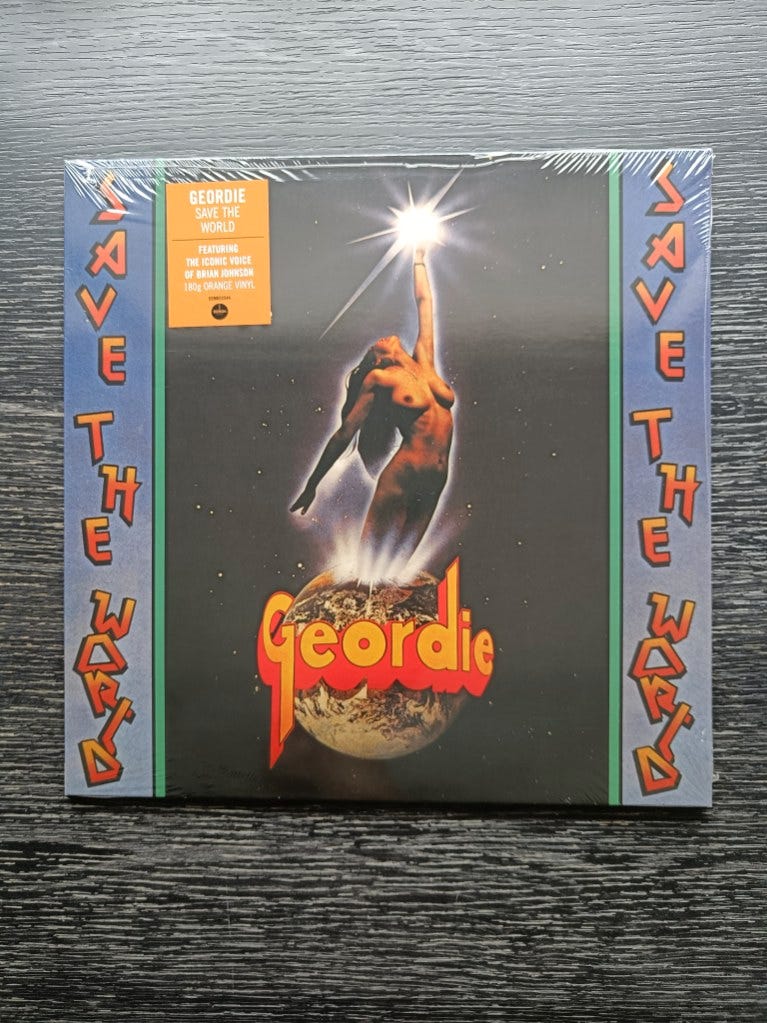 SAVE THE WORLD
GEORDIE
SAVE THE
WORLD
FEATURING
THE ICONIC VOICE
OF BRIAN JOHNSON
180g ORANGE VINYL
Geordie
SAVE THE WORLD